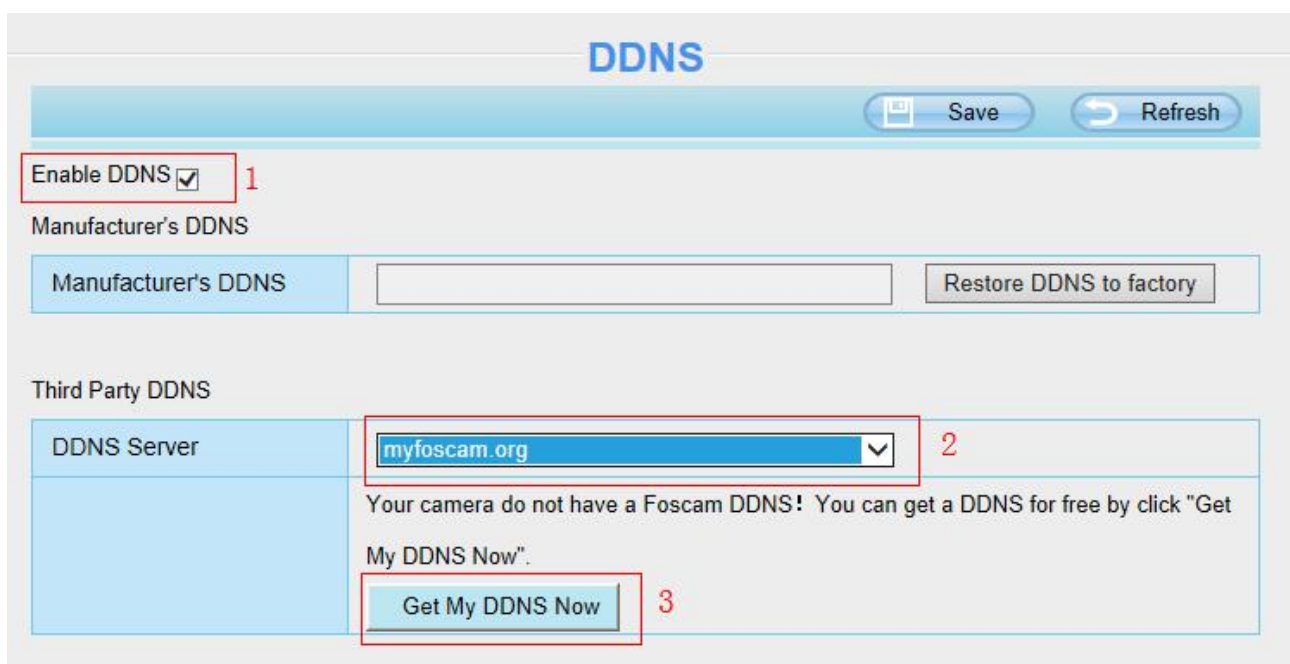 DDNS
Save Refresh
Enable DDNS 1
Manufacturer's DDNS
Manufacturer's DDNS Restore DDNS to factory
Third Party DDNS
DDNS Server myfoscam.org 2
Your camera do not have a Foscam DDNS! You can get a DDNS for free by click "Get
My DDNS Now".
Get My DDNS Now 3